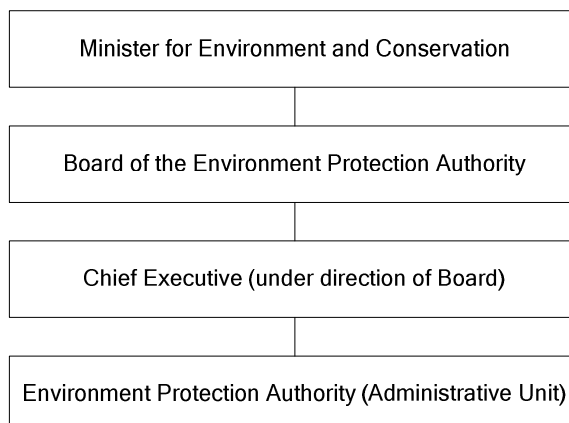 Minister for Environment and Conservation
Board of the Environment Protection Authority
Chief Executive (under direction of Board)
Environment Protection Authority (Administrative Unit)